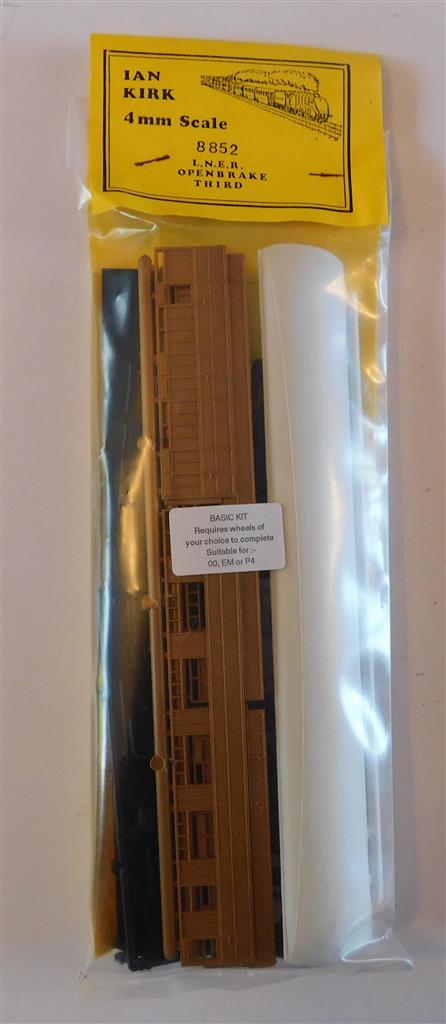 IAN
KIRK
4mm Scale
8852
L.N.E.R.
OPENBRAKE
THIRD
BASIC KIT
Requires wheels of
your choice to complete
Suitable for :-
00, EM or P4